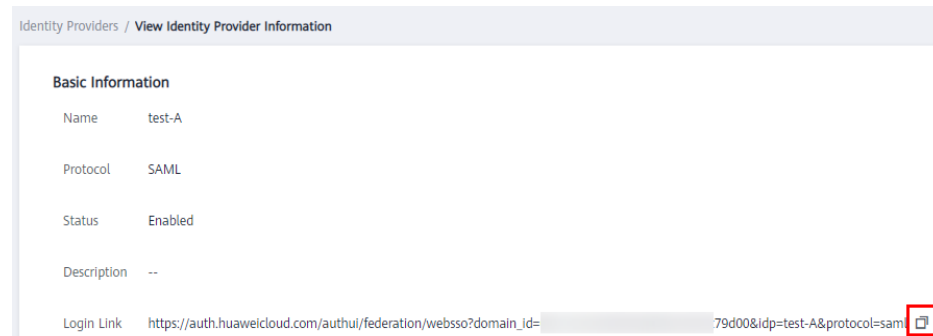 Identity Providers / View Identity Provider Information
Basic Information
Name test-A
Protocol SAML
Status Enabled
Description --
Login Link https://auth.huaweicloud.com/authui/federation/websso?domain_id= 79d00&idp=test-A&protocol=saml